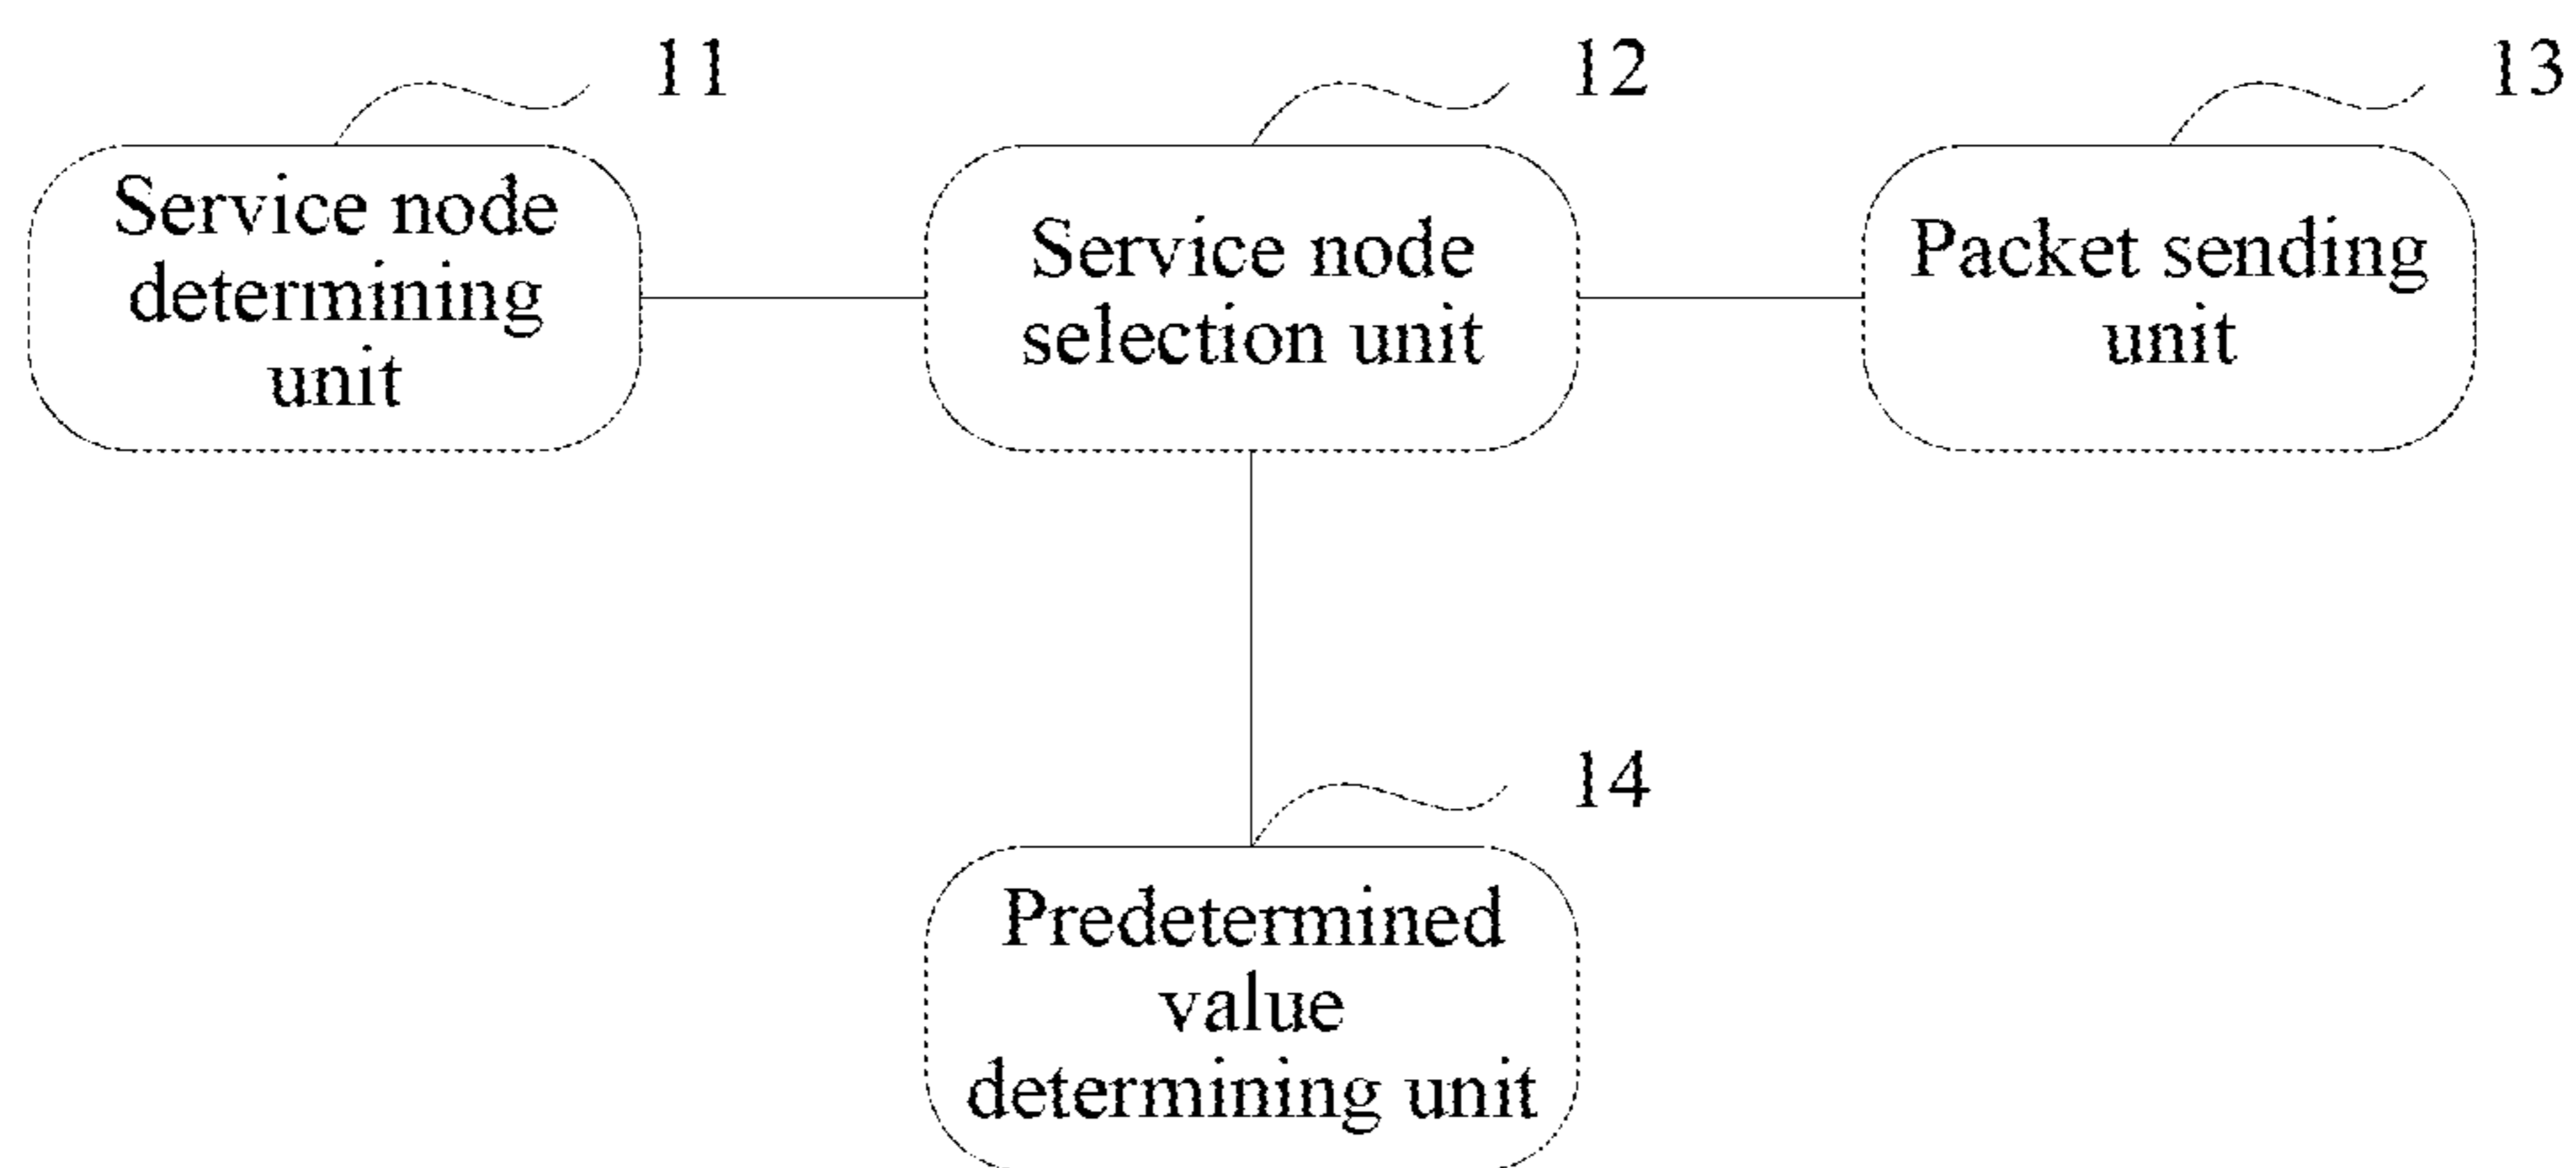 11
12
13
Service node
determining
unit
Service node
selection unit
Packet sending
unit
14
Predetermined
value
determining unit